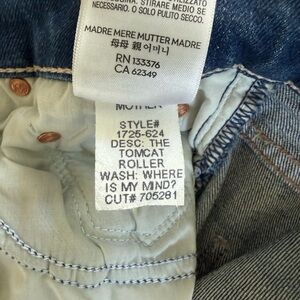 NECESSARIO. O SOLO PULITO SECCO.
MADRE MERE MUTTER MADRE
母母 親 어머니
RN 133376
CA 62349
MOTHER
STYLE#
1725-624
DESC: THE
TOMCAT
ROLLER
WASH: WHERE
IS MY MIND?
CUT# 705281